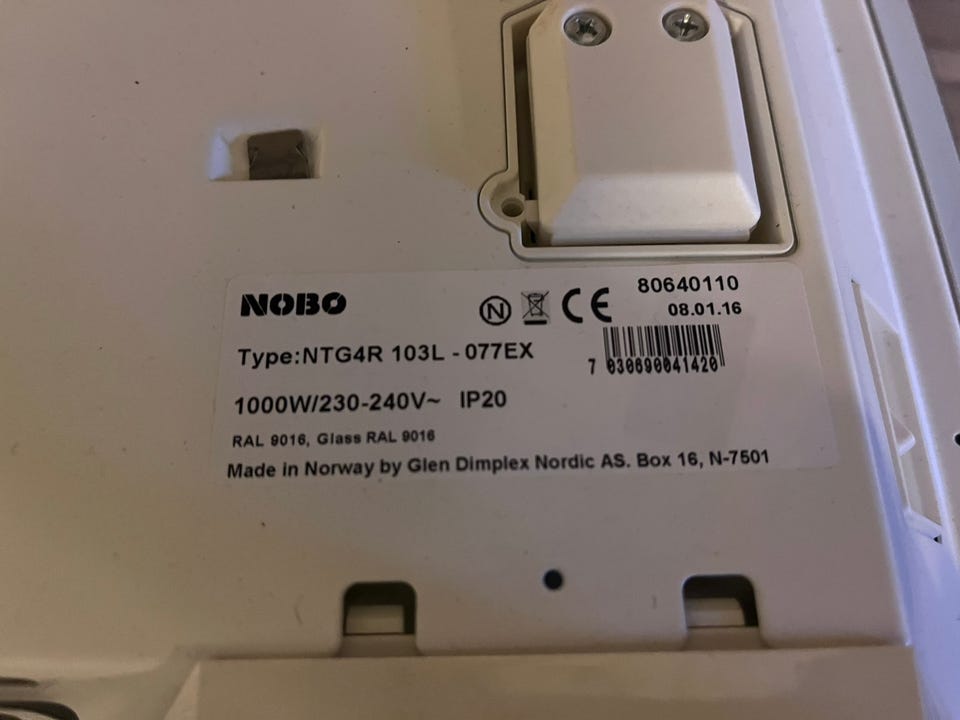 NOBO
N
CE
80640110
08.01.16
Type:NTG4R 103L - 077EX
7 030690041420
1000W/230-240V~ IP20
RAL 9016, Glass RAL 9016
Made in Norway by Glen Dimplex Nordic AS. Box 16, N-7501